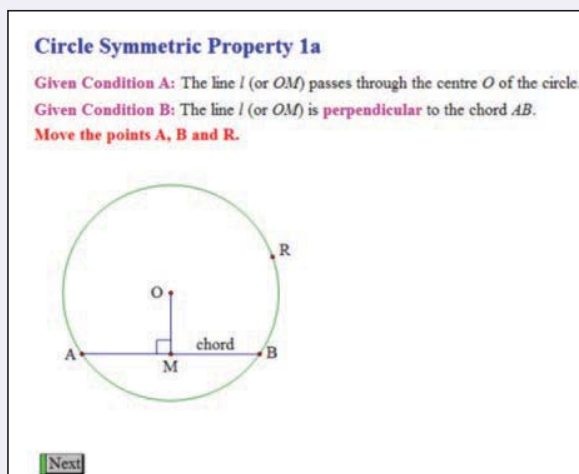 Circle Symmetric Property 1a
Given Condition A: The line l (or OM) passes through the centre O of the circle.
Given Condition B: The line l (or OM) is perpendicular to the chord AB.
Move the points A, B and R.
R
O
chord
A
B
M
Next